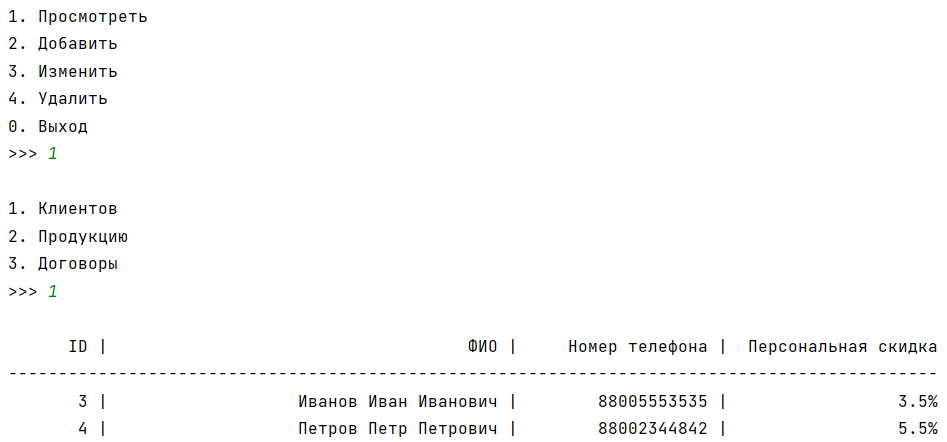 1. Просмотреть
2. Добавить
3. Изменить
4. Удалить
0. Выход
>>> 1
1. Клиентов
2. Продукцию
3. Договоры
>>> 1
ID | ФИО | Номер телефона | Персональная скидка
---------------------------------------------------------------------------------------------
3 | Иванов Иван Иванович | 88005553535 | 3.5%
4 | Петров Петр Петрович | 88002344842 | 5.5%